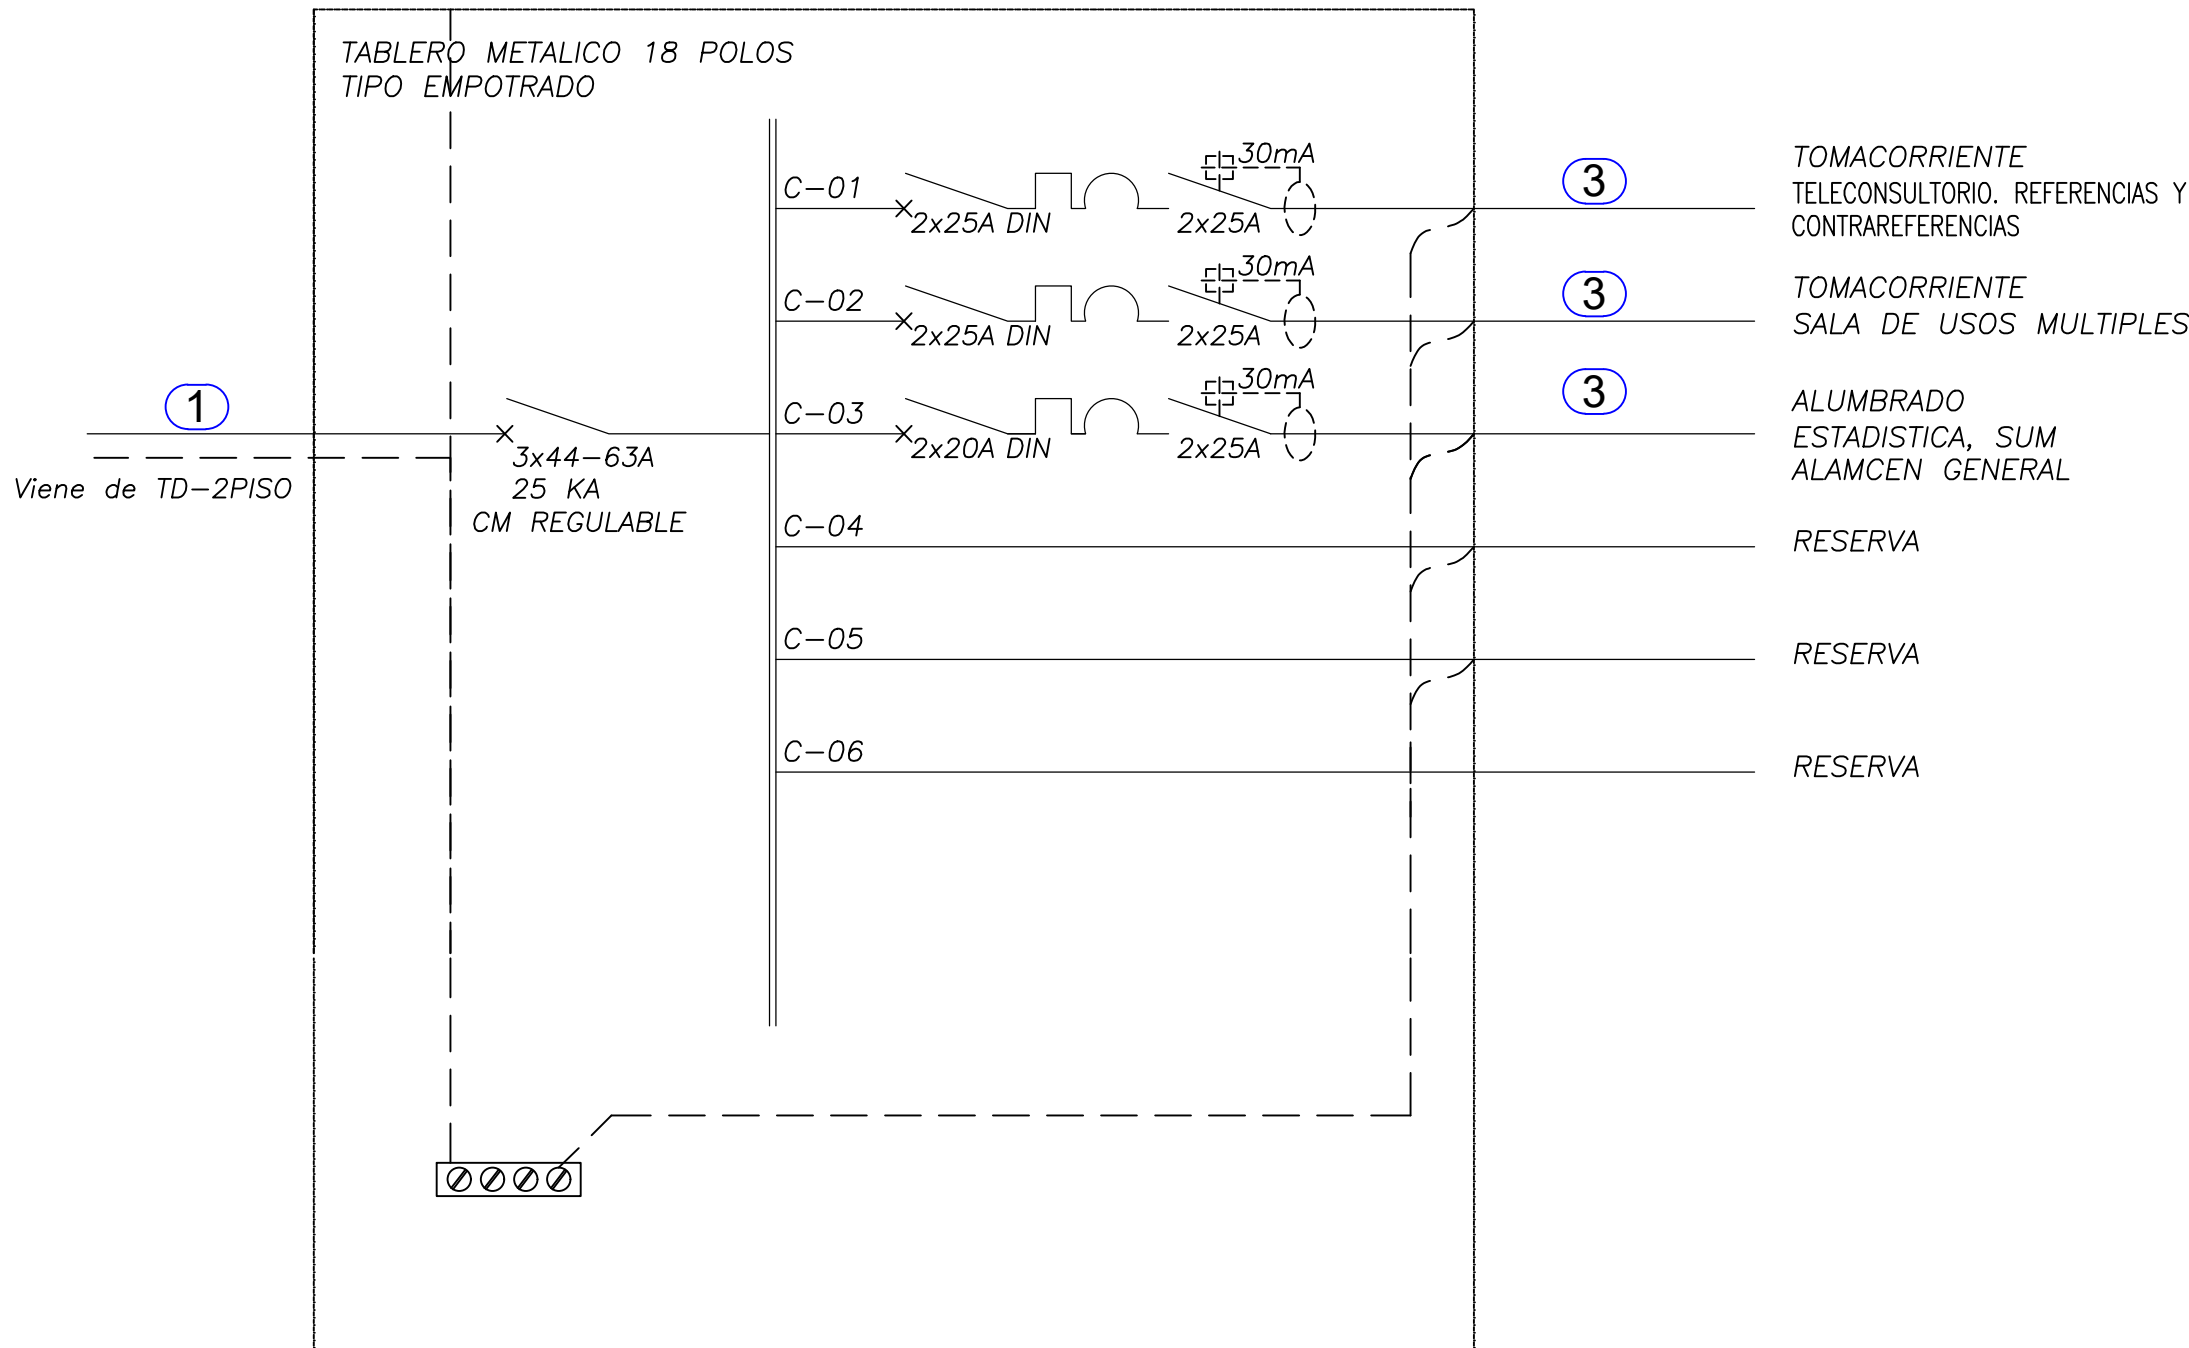 TABLERO METALICO 18 POLOS
TIPO EMPOTRADO
C-01
2x25A DIN
30mA
2x25A
3
TOMACORRIENTE
TELECONSULTORIO. REFERENCIAS Y
CONTRAREFERENCIAS
C-02
2x25A DIN
30mA
2x25A
3
TOMACORRIENTE
SALA DE USOS MULTIPLES
1
Viene de TD-2PISO
3x44-63A
25 KA
CM REGULABLE
C-03
2x20A DIN
30mA
2x25A
3
ALUMBRADO
ESTADISTICA, SUM
ALAMCEN GENERAL
C-04
RESERVA
C-05
RESERVA
C-06
RESERVA